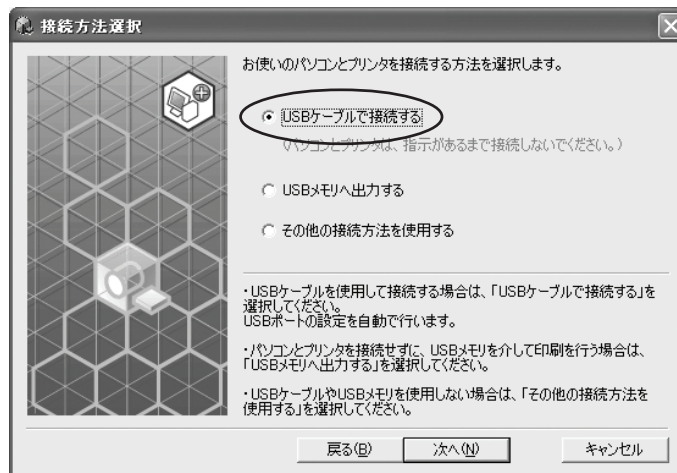 接続方法選択
お使いのパソコンとプリンタを接続する方法を選択します。
USBケーブルで接続する
(パソコンとプリンタは、指示があるまで接続しないでください。)
USBメモリへ出力する
その他の接続方法を使用する
・USBケーブルを使用して接続する場合は、「USBケーブルで接続する」を
選択してください。
USBポートの設定を自動で行います。
・パソコンとプリンタを接続せずに、USBメモリを介して印刷を行う場合は、
「USBメモリへ出力する」を選択してください。
・USBケーブルやUSBメモリを使用しない場合は、「その他の接続方法を
使用する」を選択してください。
戻る(B) 次へ(N) キャンセル